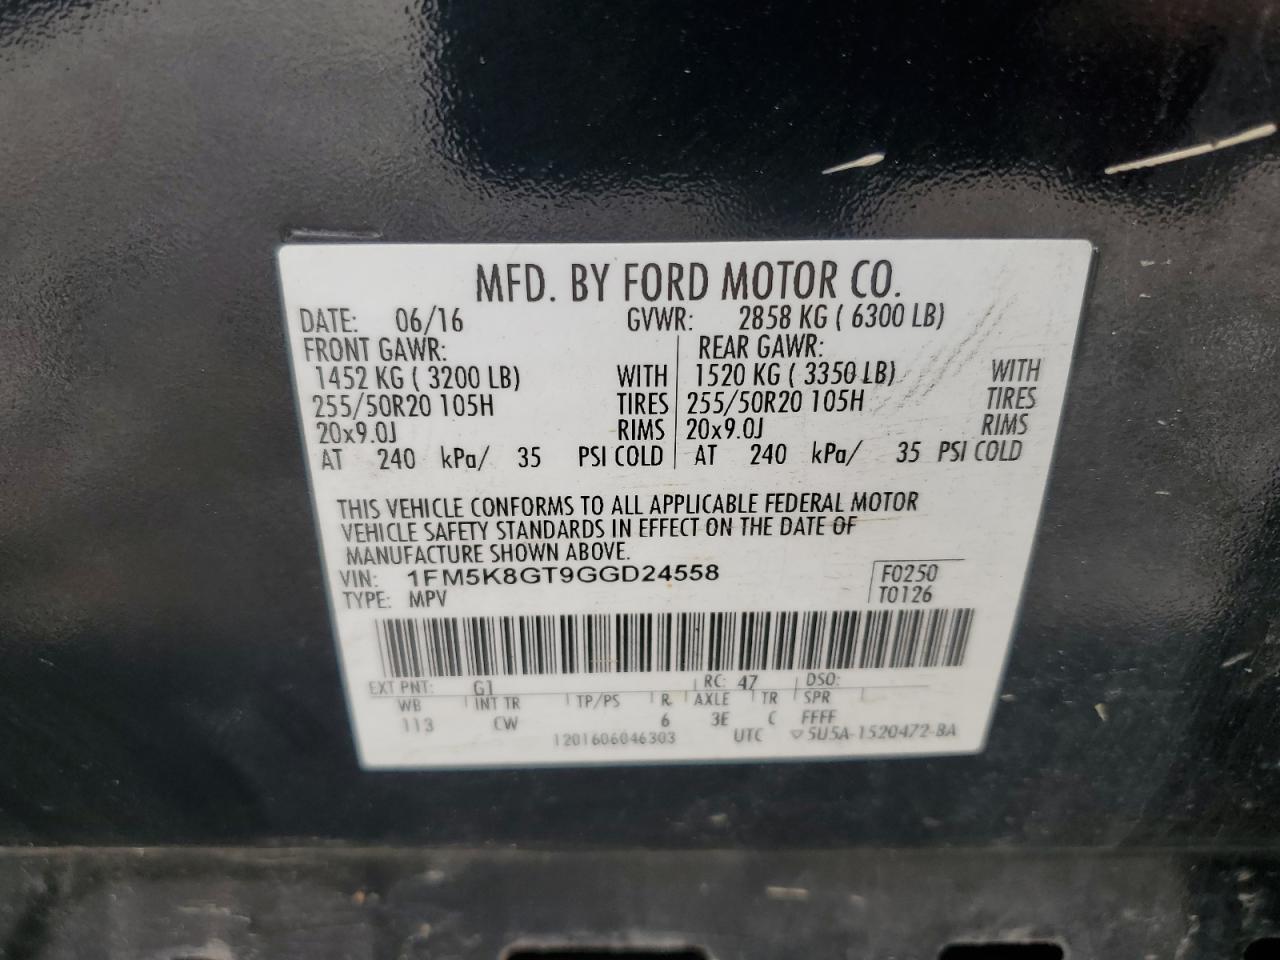 MFD. BY FORD MOTOR CO.
DATE: 06/16 GVWR: 2858 KG ( 6300 LB)
FRONT GAWR: REAR GAWR:
1452 KG ( 3200 LB) WITH 1520 KG ( 3350 LB) WITH
255/50R20 105H TIRES 255/50R20 105H TIRES
20x9.0J RIMS 20x9.0J RIMS
AT 240 kPa/ 35 PSI COLD AT 240 kPa/ 35 PSI COLD
THIS VEHICLE CONFORMS TO ALL APPLICABLE FEDERAL MOTOR
VEHICLE SAFETY STANDARDS IN EFFECT ON THE DATE OF
MANUFACTURE SHOWN ABOVE.
VIN: 1FM5K8GT9GGD24558 F0250
TYPE: MPV T0126
EXT PNT: G1 RC: 47 DSO:
WB INT TR TP/PS R AXLE TR SPR
113 CW 6 3E C FFFF
1201606046303 UTC ▽5U5A-1520472-BA